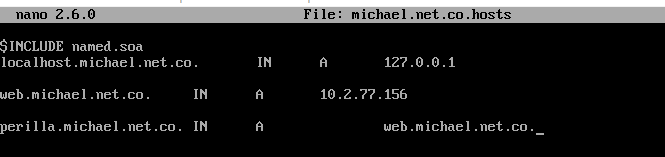 nano 2.6.0 File: michael.net.co.hosts
$INCLUDE named.soa
localhost.michael.net.co. IN A 127.0.0.1
web.michael.net.co. IN A 10.2.77.156
perilla.michael.net.co. IN A web.michael.net.co._